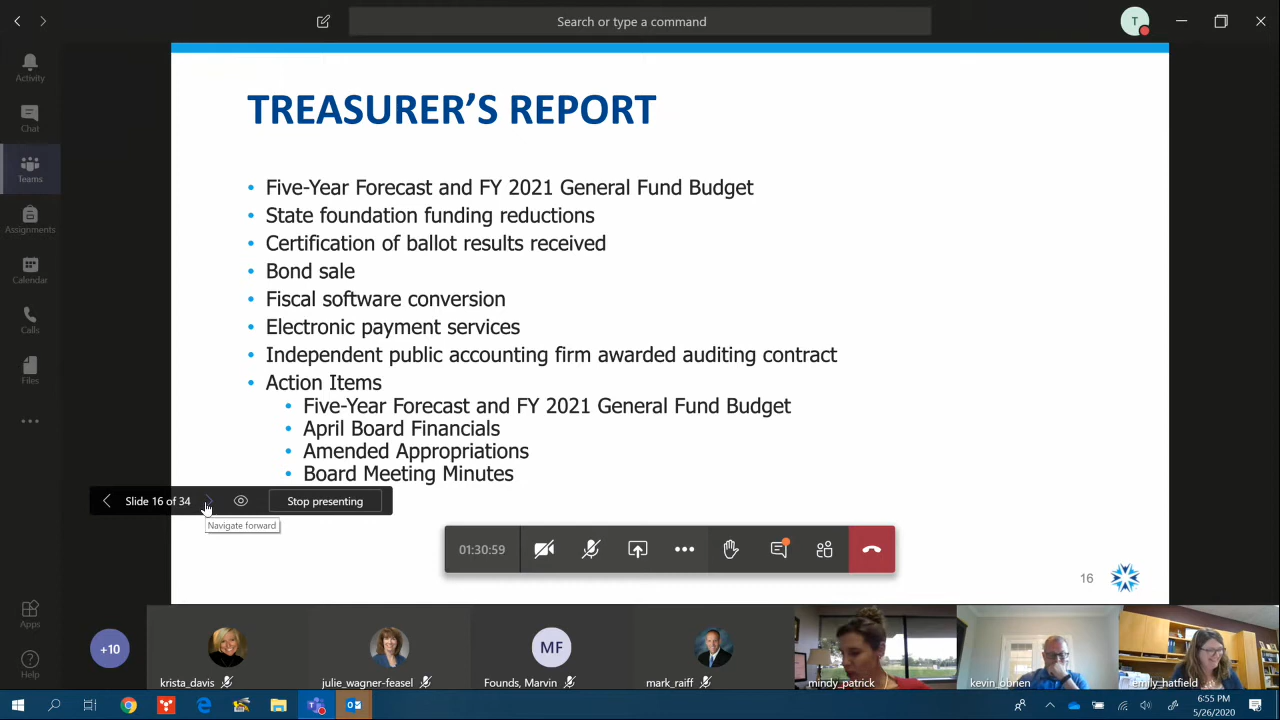 Search or type a command
T
Activity
Chat
Teams
Assignments
Calendar
Calls
Files
Apps
Help
TREASURER'S REPORT
• Five-Year Forecast and FY 2021 General Fund Budget
• State foundation funding reductions
• Certification of ballot results received
• Bond sale
• Fiscal software conversion
• Electronic payment services
• Independent public accounting firm awarded auditing contract
• Action Items
• Five-Year Forecast and FY 2021 General Fund Budget
• April Board Financials
• Amended Appropriations
• Board Meeting Minutes
Slide 16 of 34
Stop presenting
Navigate forward
01:30:59
16
+10
MF
krista_davis
julie_wagner-feasel
Founds, Marvin
mark_raiff
mindy_patrick
kevin_obrien
emily_hatfield
6:55 PM
5/26/2020